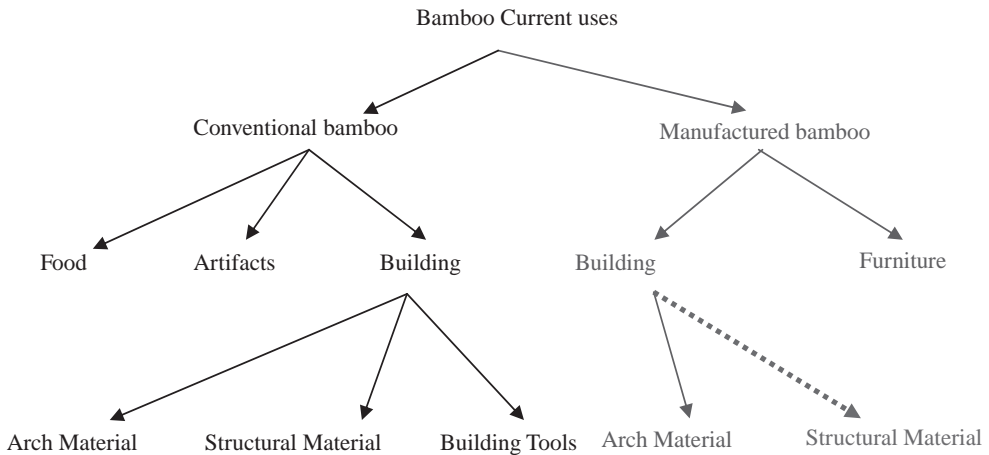 Bamboo Current uses
Conventional bamboo
Manufactured bamboo
Food
Artifacts
Building
Building
Furniture
Arch Material
Structural Material
Building Tools
Arch Material
Structural Material